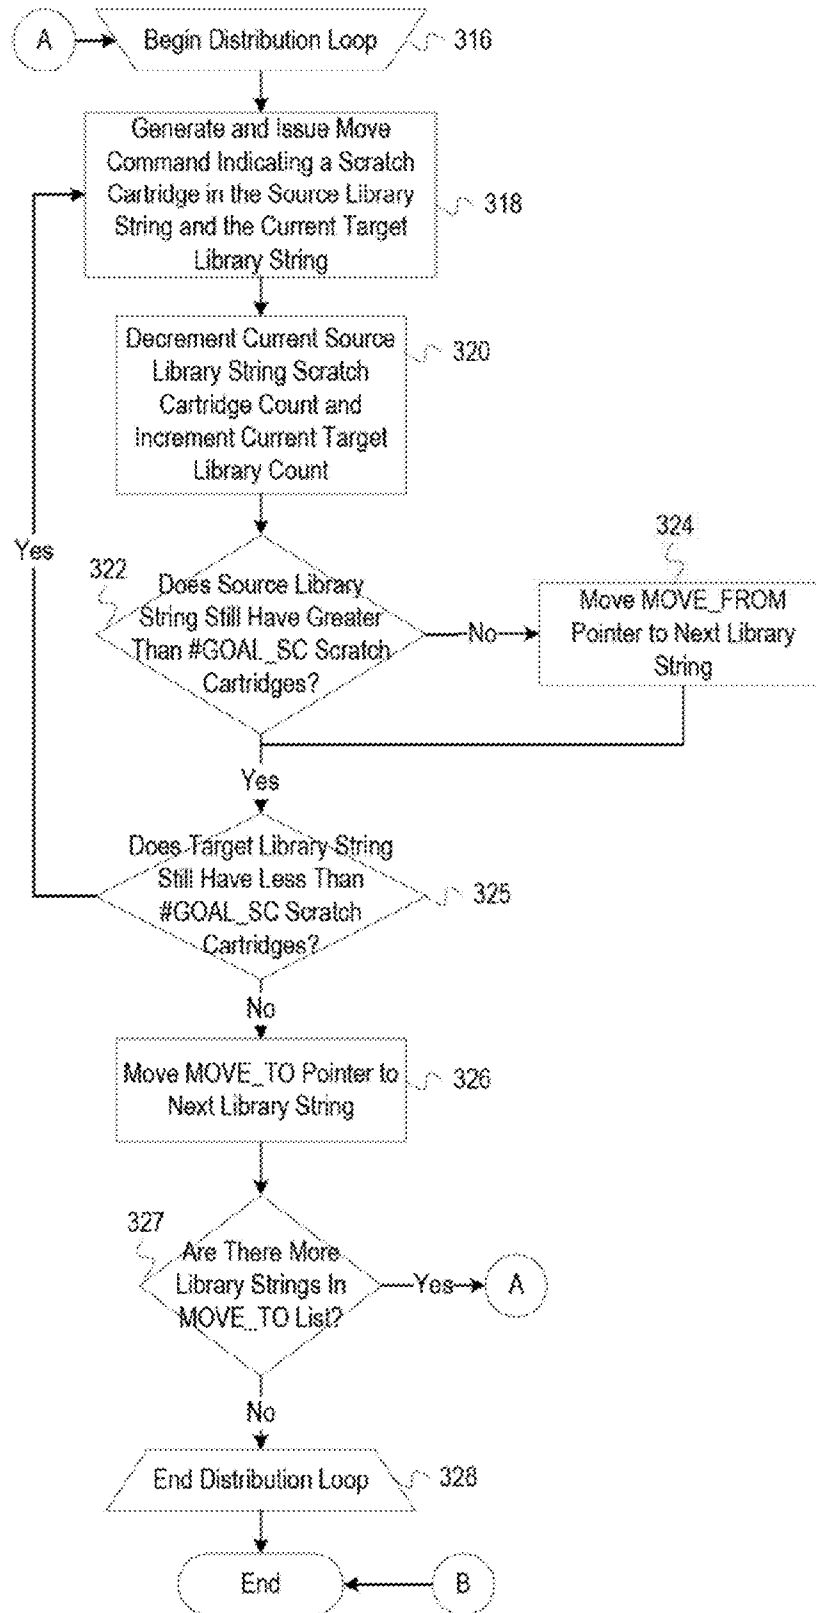 A
Begin Distribution Loop
316
Generate and Issue Move
Command Indicating a Scratch
Cartridge in the Source Library
String and the Current Target
Library String
318
Decrement Current Source
Library String Scratch
Cartridge Count and
Increment Current Target
Library Count
320
Yes
322
Does Source Library
String Still Have Greater
Than #GOAL_SC Scratch
Cartridges?
No
324
Move MOVE_FROM
Pointer to Next Library
String
Yes
Does Target Library String
Still Have Less Than
#GOAL_SC Scratch
Cartridges?
325
No
Move MOVE_TO Pointer to
Next Library String
326
327
Are There More
Library Strings In
MOVE_TO List?
Yes
A
No
End Distribution Loop
328
End
B